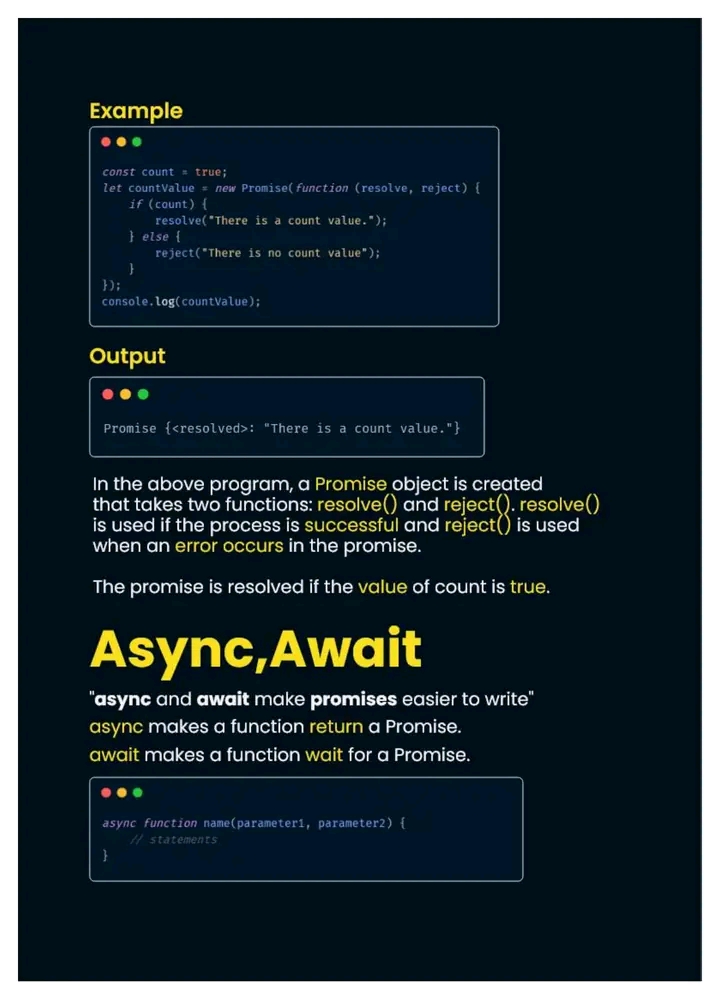 Example
const count = true;
let countValue = new Promise(function (resolve, reject) {
    if (count) {
        resolve("There is a count value.");
    } else {
        reject("There is no count value");
    }
});
console.log(countValue);
Output
Promise {<resolved>: "There is a count value."}
In the above program, a Promise object is created
that takes two functions: resolve() and reject(). resolve()
is used if the process is successful and reject() is used
when an error occurs in the promise.
The promise is resolved if the value of count is true.
Async,Await
"async and await make promises easier to write"
async makes a function return a Promise.
await makes a function wait for a Promise.
async function name(parameter1, parameter2) {
    // statements
}